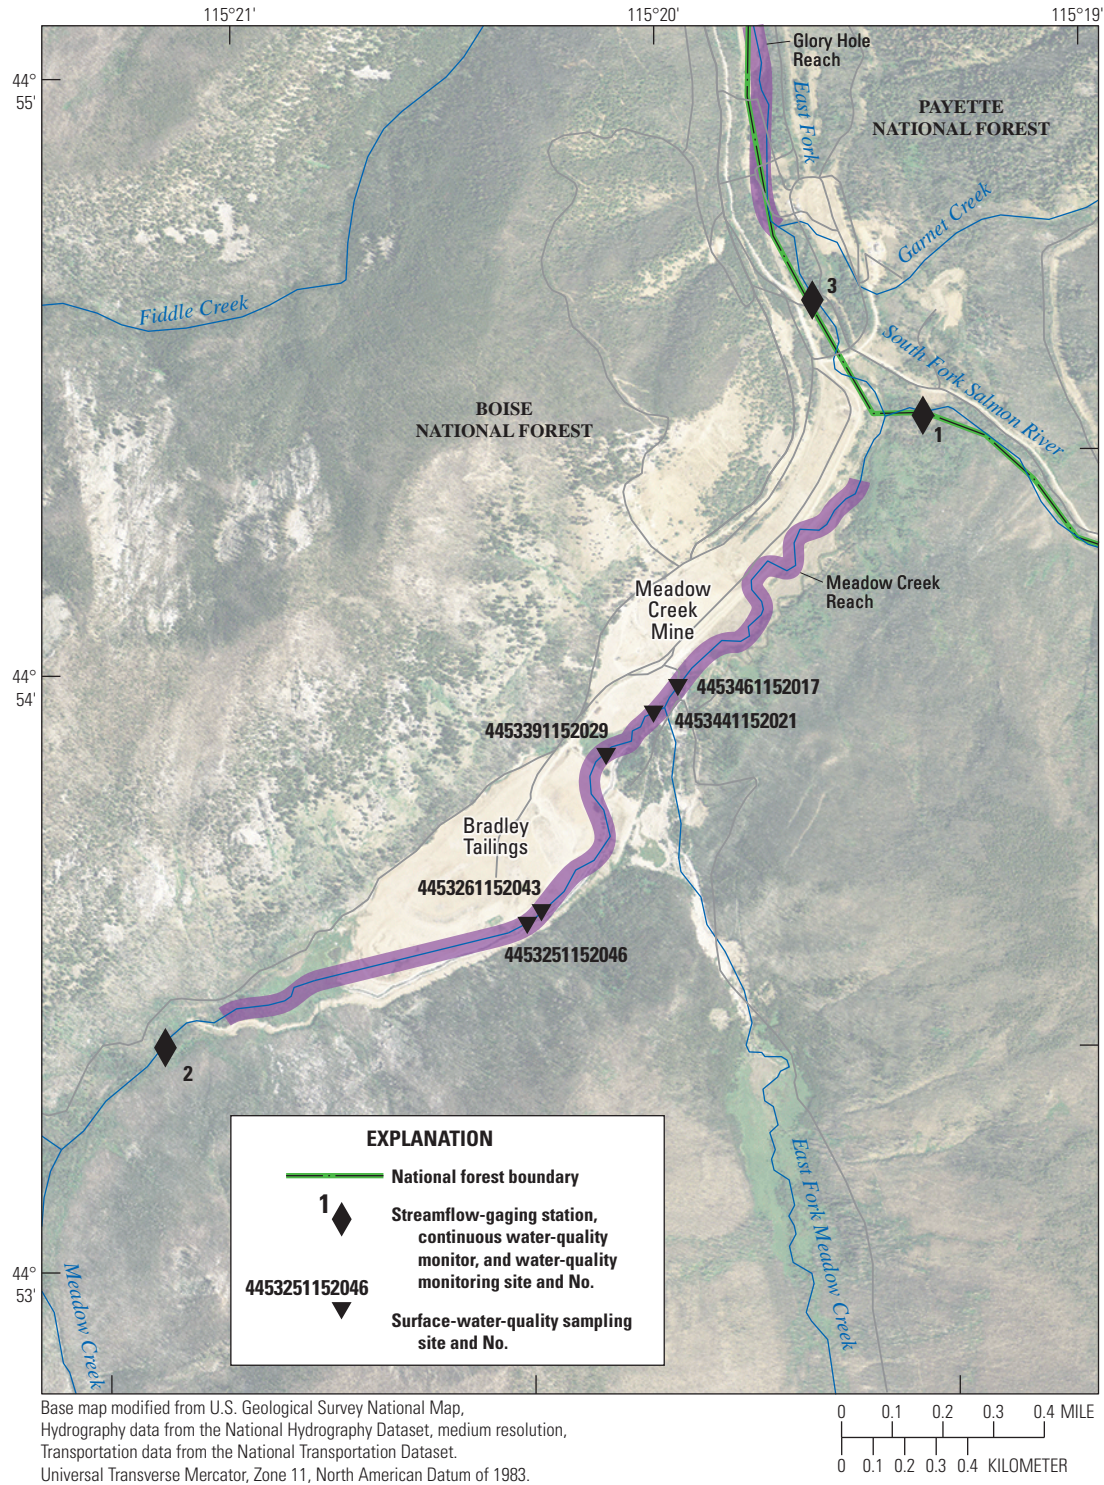 115°21'
115°20'
115°19'
44°
55'
Glory Hole
Reach
East Fork
PAYETTE
NATIONAL FOREST
Garnet Creek
Fiddle Creek
3
South Fork Salmon River
BOISE
NATIONAL FOREST
1
Meadow
Creek
Mine
Meadow Creek
Reach
44°
54'
4453461152017
4453441152021
4453391152029
Bradley
Tailings
4453261152043
4453251152046
2
East Fork Meadow Creek
44°
53'
Meadow Creek
EXPLANATION
National forest boundary
1
Streamflow-gaging station,
continuous water-quality
monitor, and water-quality
monitoring site and No.
4453251152046
Surface-water-quality sampling
site and No.
Base map modified from U.S. Geological Survey National Map,
Hydrography data from the National Hydrography Dataset, medium resolution,
Transportation data from the National Transportation Dataset.
Universal Transverse Mercator, Zone 11, North American Datum of 1983.
0 0.1 0.2 0.3 0.4 MILE
0 0.1 0.2 0.3 0.4 KILOMETER